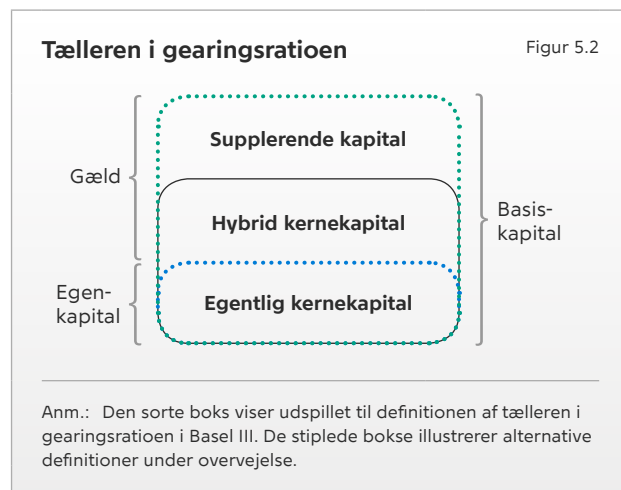 Tælleren i gearingsratioen
Figur 5.2
Supplerende kapital
Gæld
Hybrid kernekapital
Basis-
kapital
Egen-
kapital
Egentlig kernekapital
Anm.: Den sorte boks viser udspillet til definitionen af tælleren i
gearingsratioen i Basel III. De stiplede bokse illustrerer alternative
definitioner under overvejelse.